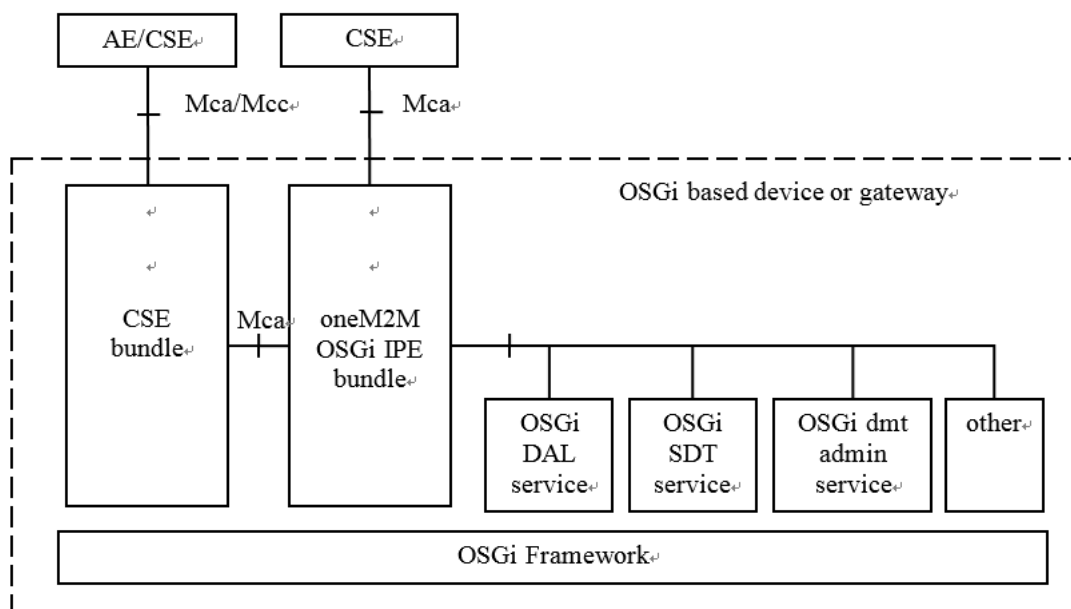 AE/CSE
CSE
Mca/Mcc
Mca
OSGi based device or gateway
CSE
bundle
Mca
oneM2M
OSGi IPE
bundle
OSGi
DAL
service
OSGi
SDT
service
OSGi dmt
admin
service
other
OSGi Framework